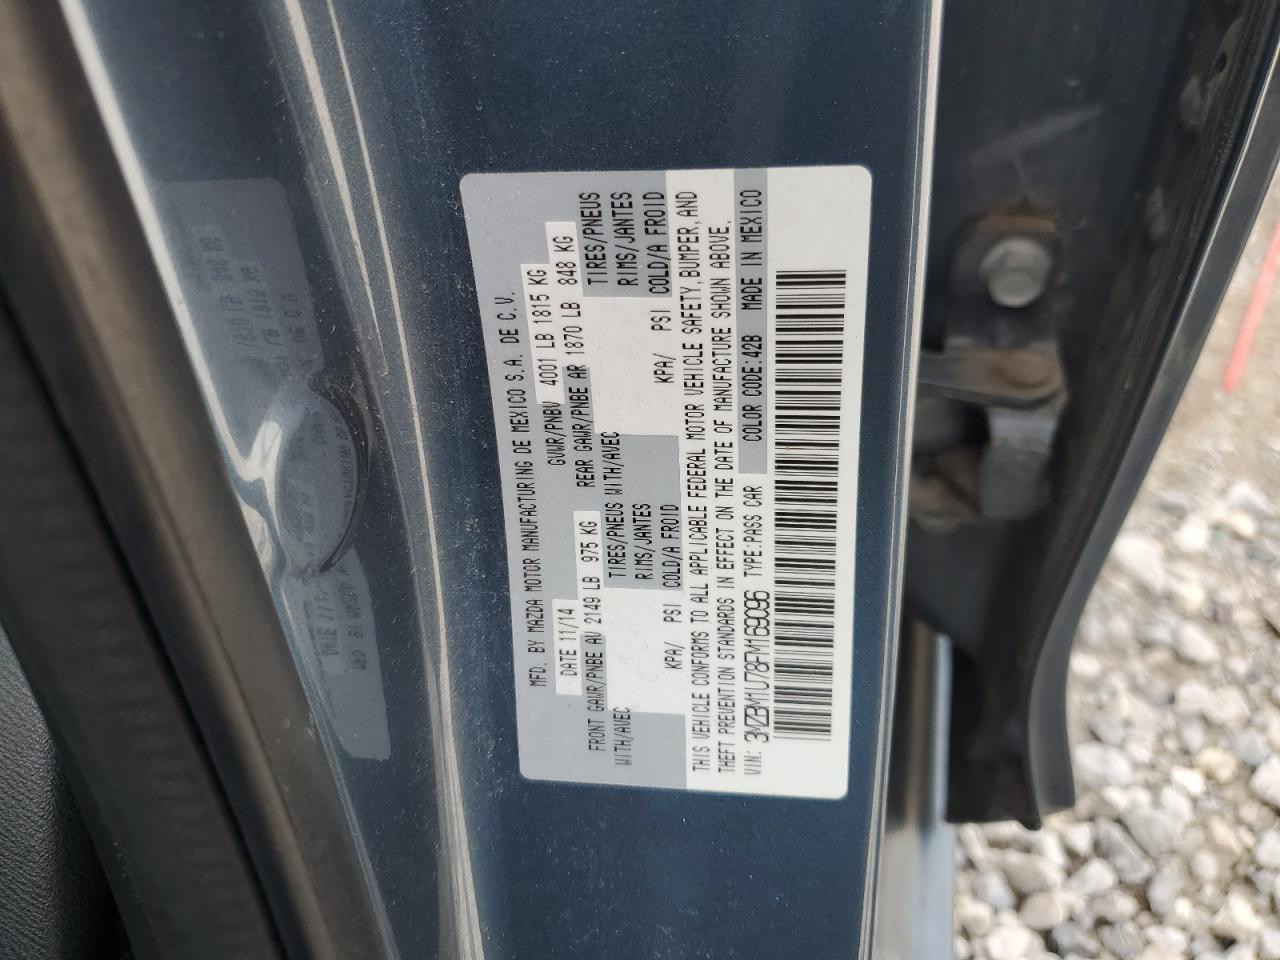 MFD. BY MAZDA MOTOR MANUFACTURING DE MEXICO S.A. DE C.V.
DATE 11/14 GVWR/PNBV 4001 LB 1815 KG
FRONT GAWR/PNBE AV 2149 LB 975 KG REAR GAWR/PNBE AR 1870 LB 848 KG
WITH/AVEC TIRES/PNEUS WITH/AVEC TIRES/PNEUS
RIMS/JANTES RIMS/JANTES
KPA/ PSI COLD/A FROID KPA/ PSI COLD/A FROID
THIS VEHICLE CONFORMS TO ALL APPLICABLE FEDERAL MOTOR VEHICLE SAFETY, BUMPER, AND
THEFT PREVENTION STANDARDS IN EFFECT ON THE DATE OF MANUFACTURE SHOWN ABOVE.
VIN: 3MZBM1U78FM169096 TYPE:PASS CAR COLOR CODE:42B MADE IN MEXICO